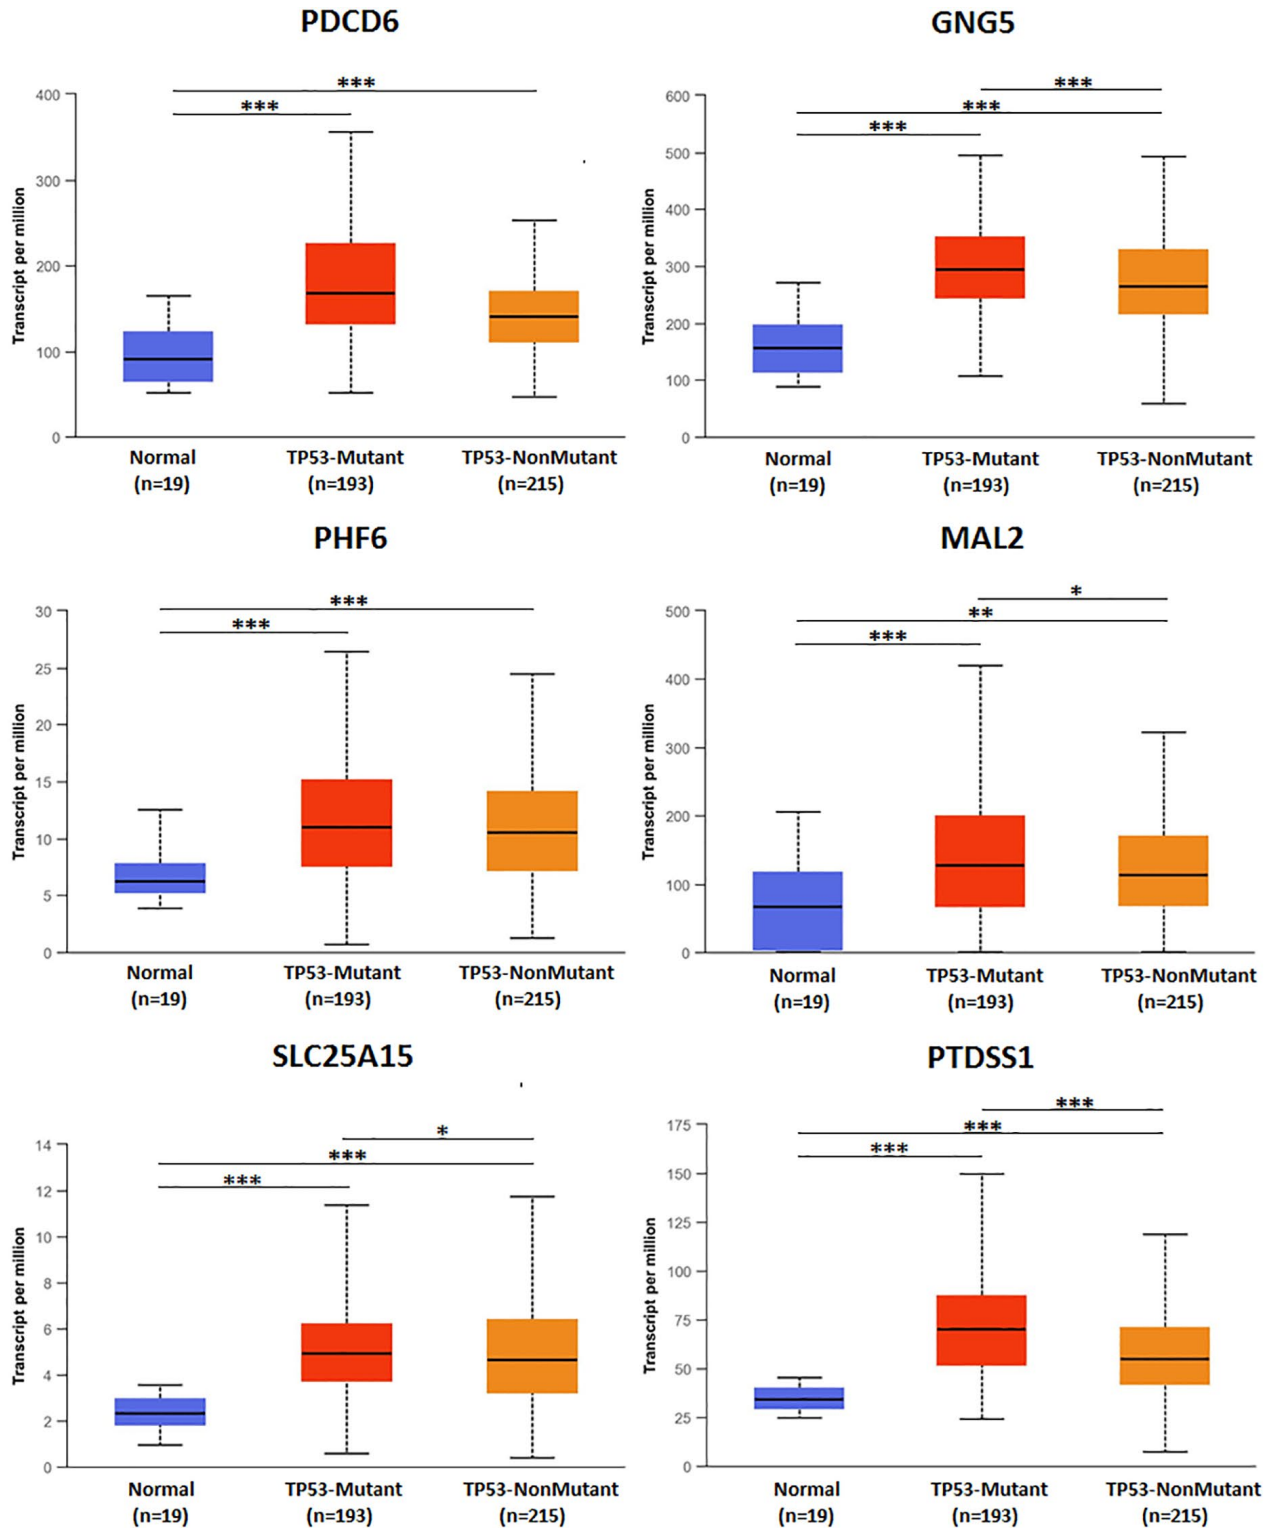 PDCD6
GNG5
***
***
***
***
***
400
300
200
100
0
Transcript per million
600
500
400
300
200
100
0
Transcript per million
Normal
(n=19)
TP53-Mutant
(n=193)
TP53-NonMutant
(n=215)
Normal
(n=19)
TP53-Mutant
(n=193)
TP53-NonMutant
(n=215)
PHF6
MAL2
***
***
*
**
***
30
25
20
15
10
5
0
Transcript per million
500
400
300
200
100
0
Transcript per million
Normal
(n=19)
TP53-Mutant
(n=193)
TP53-NonMutant
(n=215)
Normal
(n=19)
TP53-Mutant
(n=193)
TP53-NonMutant
(n=215)
SLC25A15
PTDSS1
*
***
***
***
***
***
14
12
10
8
6
4
2
0
Transcript per million
175
150
125
100
75
50
25
0
Transcript per million
Normal
(n=19)
TP53-Mutant
(n=193)
TP53-NonMutant
(n=215)
Normal
(n=19)
TP53-Mutant
(n=193)
TP53-NonMutant
(n=215)